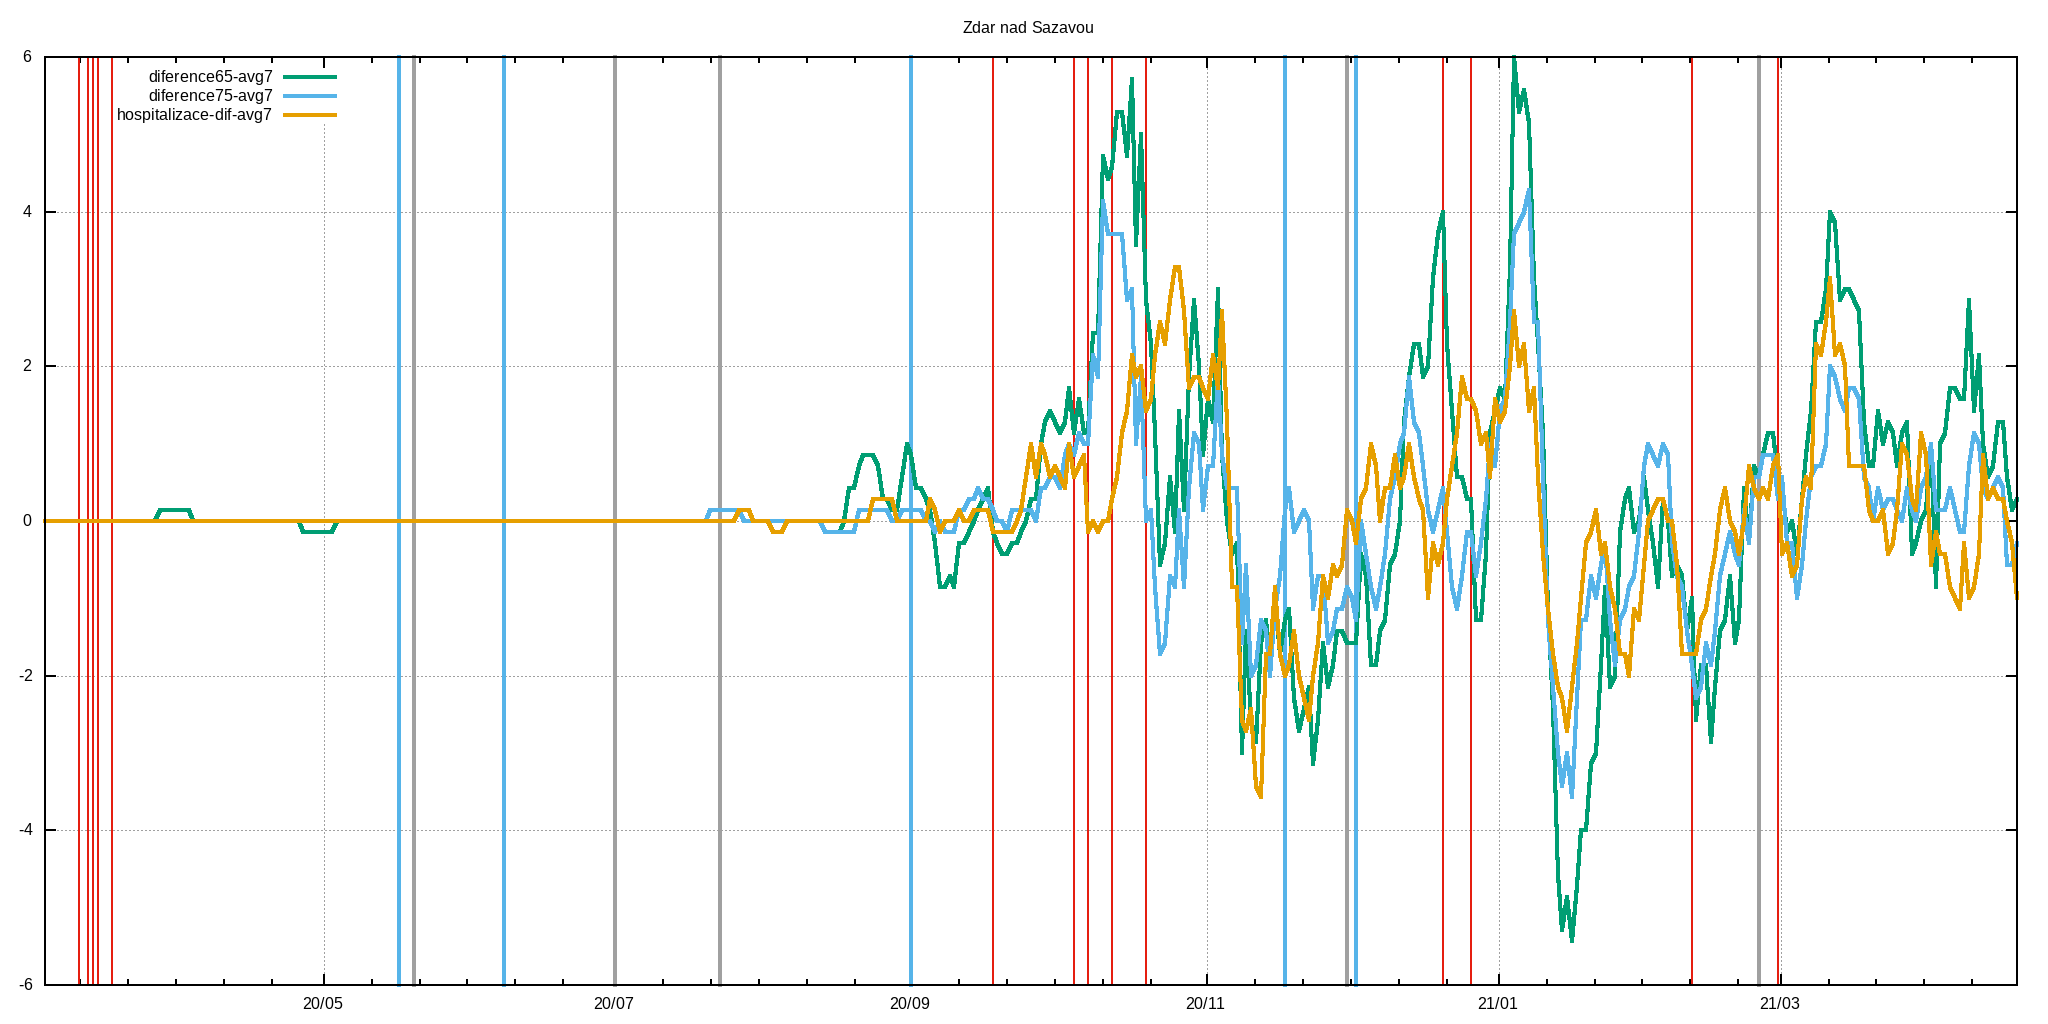 Zdar nad Sazavou
diference65-avg7
diference75-avg7
hospitalizace-dif-avg7
6
4
2
0
-2
-4
-6
20/05 20/07 20/09 20/11 21/01 21/03